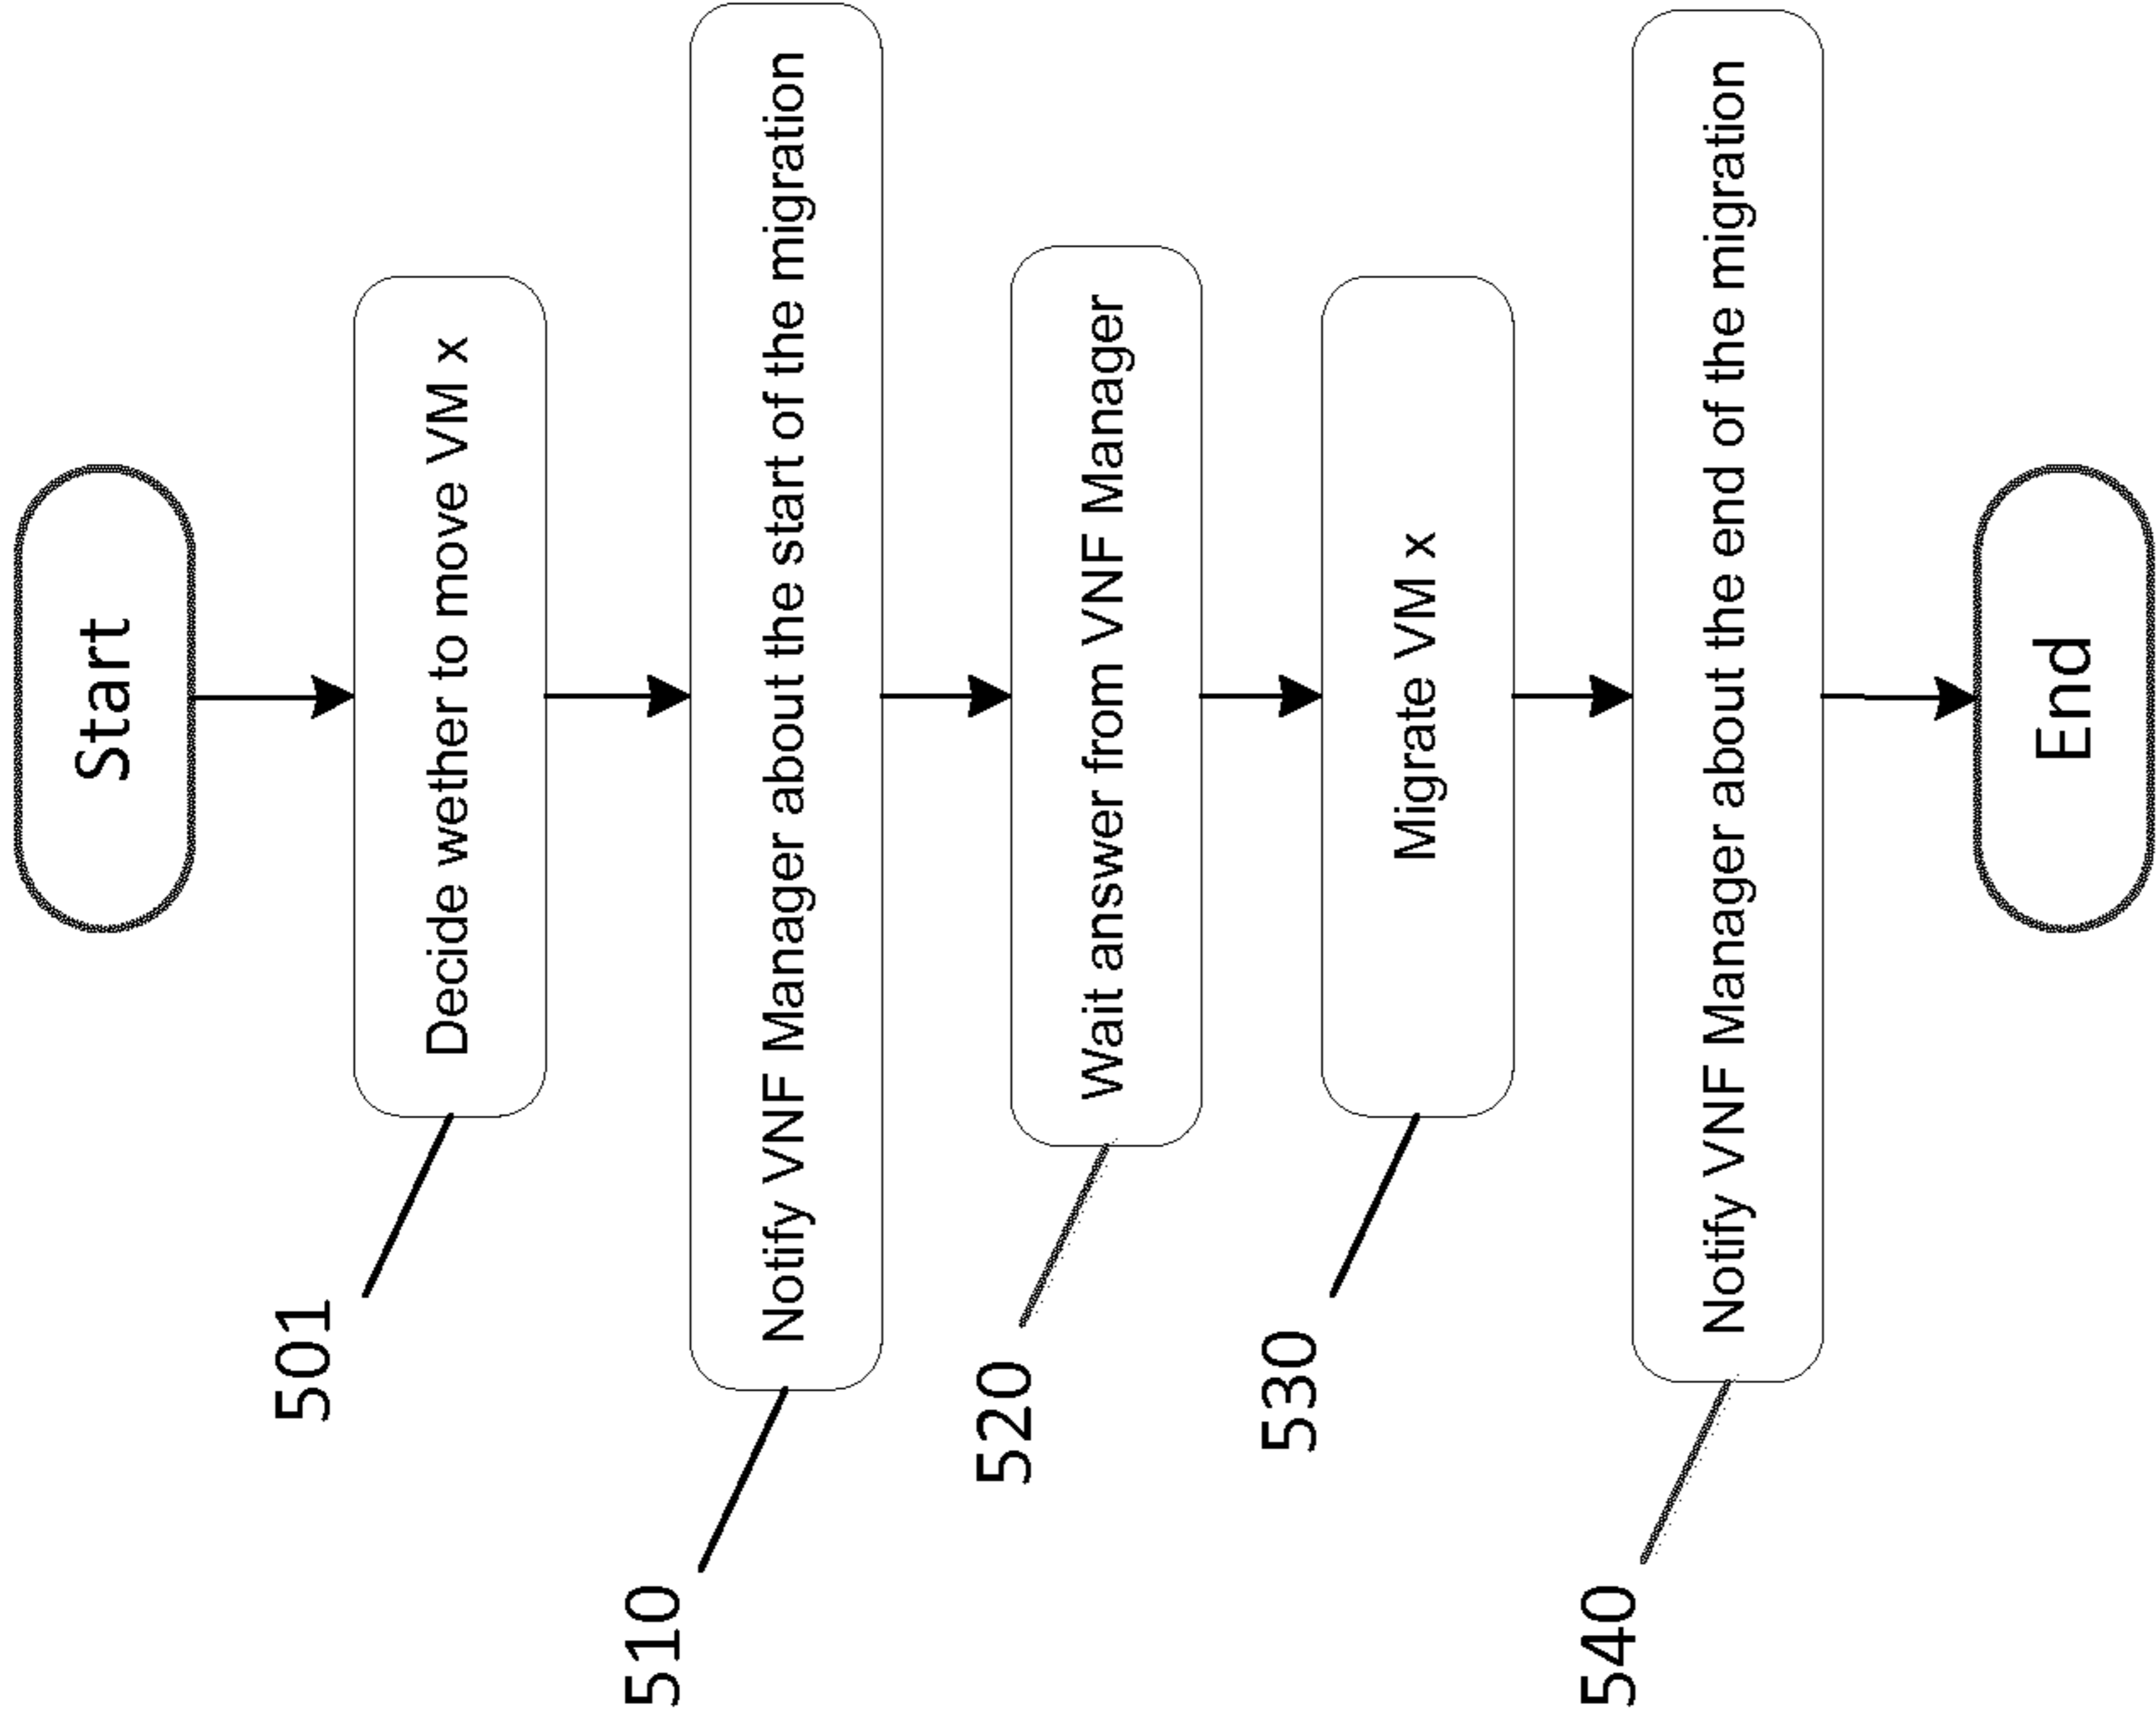 Start
501
Decide wether to move VM x
510
Notify VNF Manager about the start of the migration
520
Wait answer from VNF Manager
530
Migrate VM x
540
Notify VNF Manager about the end of the migration
End